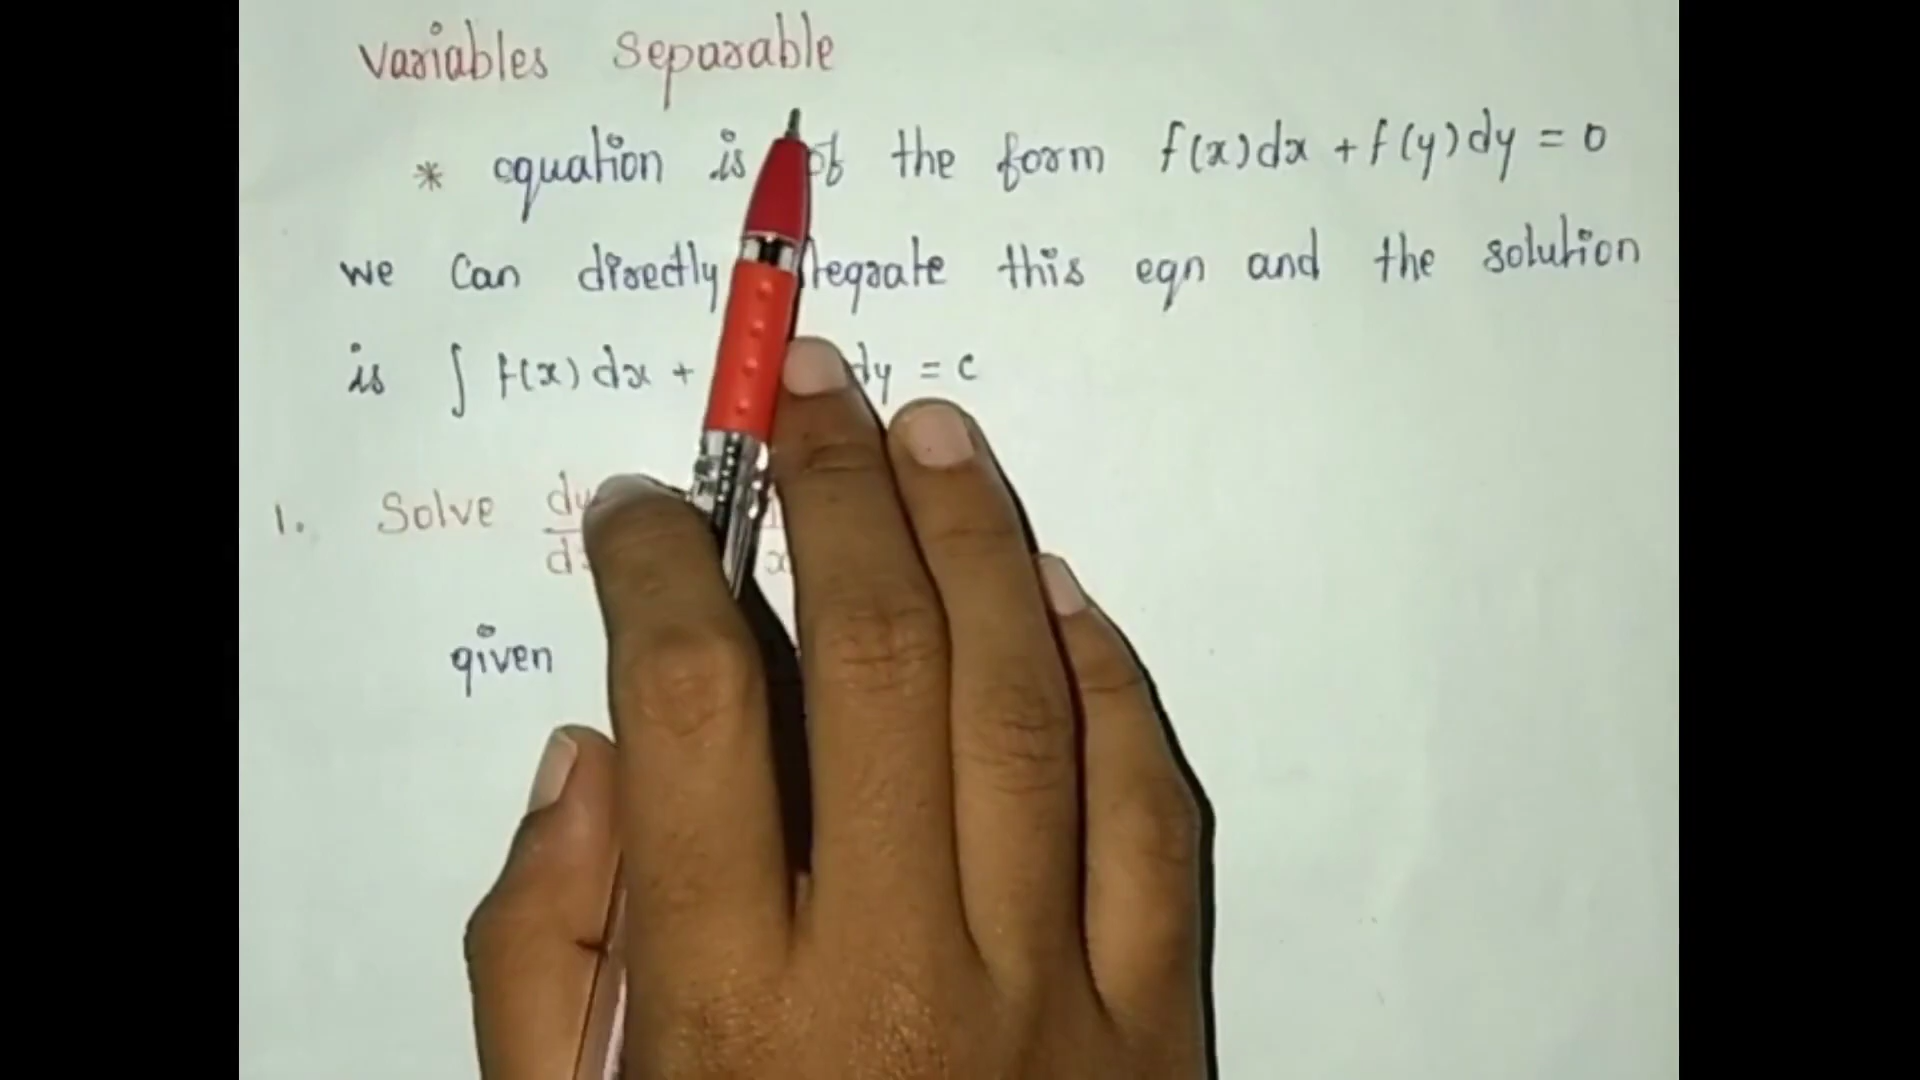 Variables Separable
* equation is of the form f(x)dx + f(y)dy = 0
we can directly this eqn and the solution
is ∫ f(x) dx + dy = c
1. Solve
given